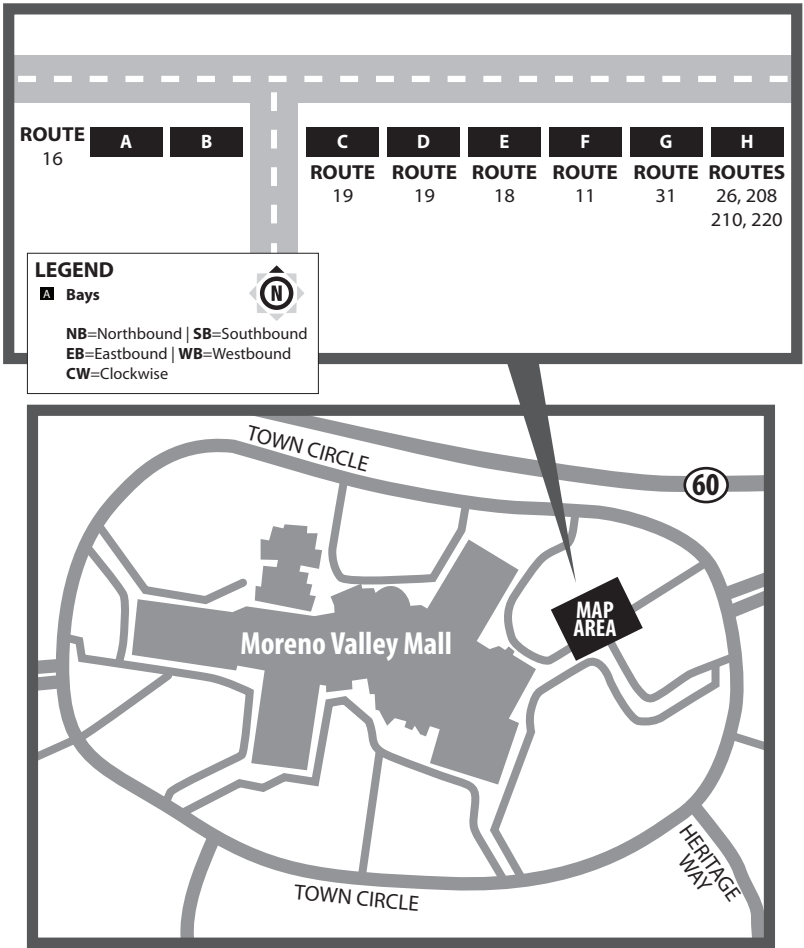 ROUTE
16
A
B
C
D
E
F
G
H
ROUTE ROUTE ROUTE ROUTE ROUTE ROUTES
19 19 18 11 31 26, 208
210, 220
LEGEND
A Bays
N
NB=Northbound | SB=Southbound
EB=Eastbound | WB=Westbound
CW=Clockwise
TOWN CIRCLE
60
MAP
AREA
Moreno Valley Mall
HERITAGE
WAY
TOWN CIRCLE